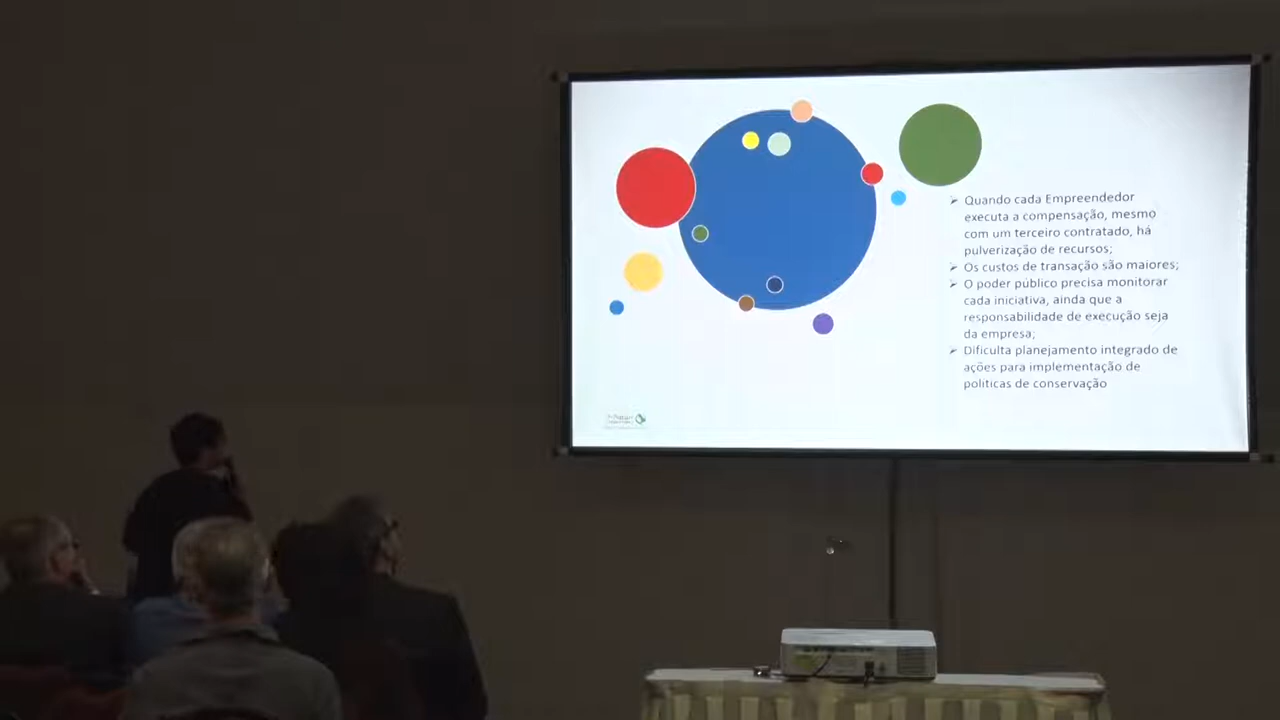 ➢ Quando cada Empreendedor
executa a compensação, mesmo
com um terceiro contratado, há
pulverização de recursos;
➢ Os custos de transação são maiores;
➢ O poder público precisa monitorar
cada iniciativa, ainda que a
responsabilidade de execução seja
da empresa;
➢ Dificulta planejamento integrado de
ações para implementação de
politicas de conservação